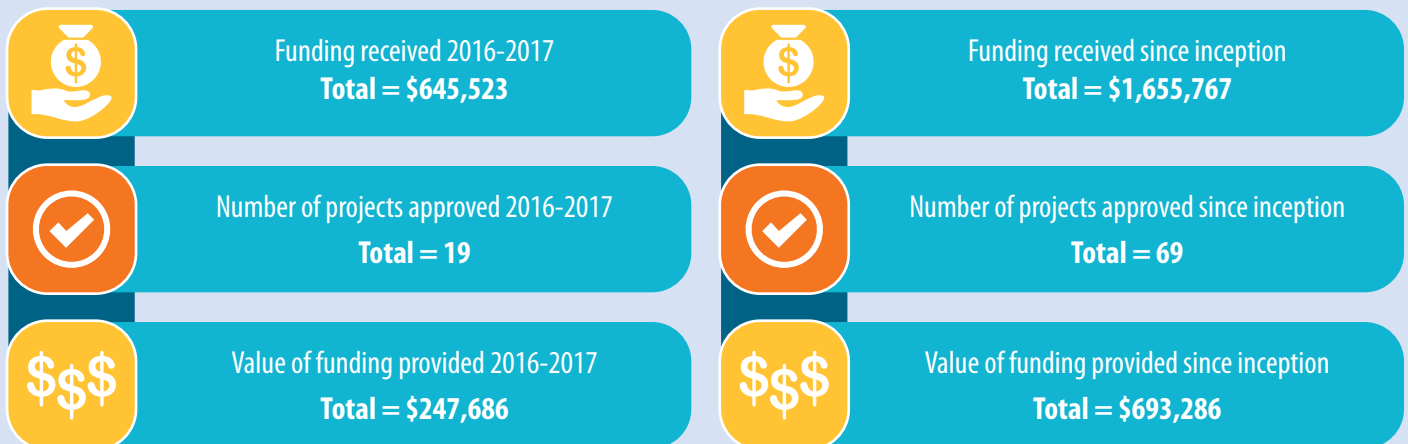 Funding received 2016-2017
Total = $645,523
Number of projects approved 2016-2017
Total = 19
Value of funding provided 2016-2017
Total = $247,686
Funding received since inception
Total = $1,655,767
Number of projects approved since inception
Total = 69
Value of funding provided since inception
Total = $693,286